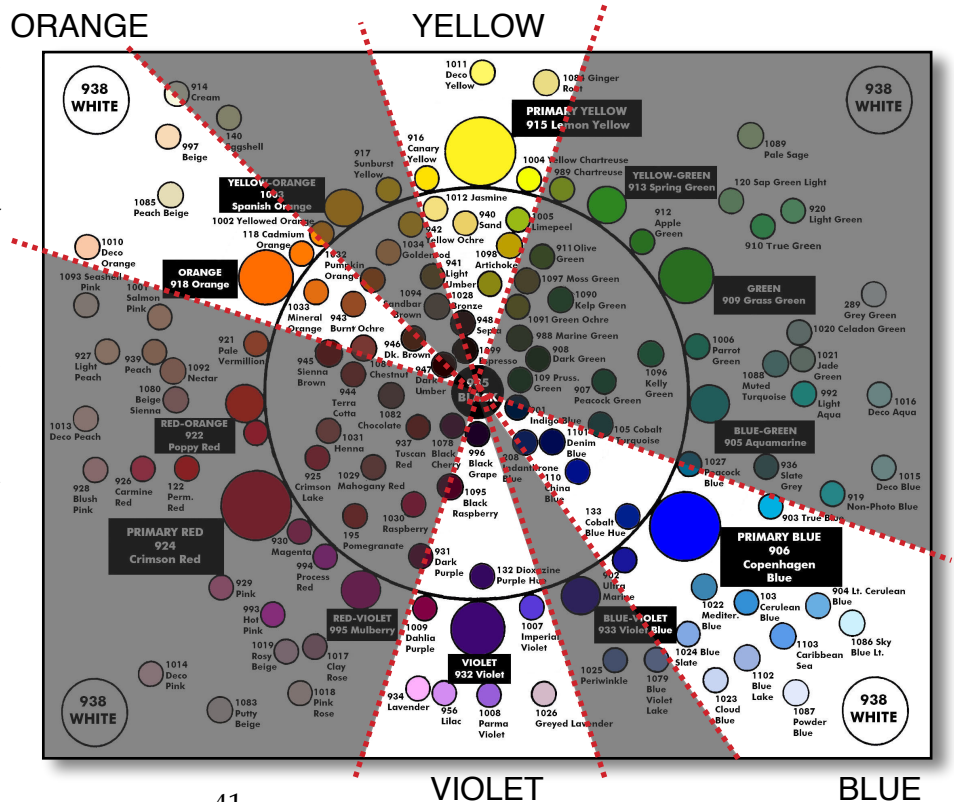 ORANGE
YELLOW
938
WHITE
914
Cream
140
Eggshell
997
Beige
1085
Peach Beige
1010
Deco
Orange
1011
Deco
Yellow
1084 Ginger
Root
PRIMARY YELLOW
915 Lemon Yellow
916
Canary
Yellow
917
Sunburst
Yellow
1004 Yellow Chartreuse
989 Chartreuse
938
WHITE
1089
Pale Sage
YELLOW-ORANGE
1003
Spanish Orange
1002 Yellowed Orange
118 Cadmium
Orange
YELLOW-GREEN
913 Spring Green
120 Sap Green Light
920
Light Green
910 True Green
912
Apple
Green
1012 Jasmine
940
Sand
1005
Limepeel
942
Yellow Ochre
1034
Goldenrod
1098
Artichoke
911 Olive
Green
1032
Pumpkin
Orange
941
Light
Umber
1097 Moss Green
1090
Kelp Green
1094
Sandbar
Brown
1028
Bronze
1091 Green Ochre
ORANGE
918 Orange
1033
Mineral
Orange
943
Burnt Ochre
948
Sepia
988 Marine Green
GREEN
909 Grass Green
289
Grey Green
1020 Celadon Green
1093 Seashell
Pink
1001
Salmon
Pink
921
Pale
Vermillion
946
Dk. Brown
1099
Espresso
908
Dark Green
1006
Parrot
Green
1021
Jade
Green
927
Light
Peach
939
Peach
1092
Nectar
945
Sienna
Brown
1081
Chestnut
947
Dark
Umber
935
BLACK
109 Pruss.
Green
907
Peacock Green
1096
Kelly
Green
1088
Muted
Turquoise
992
Light
Aqua
1016
Deco Aqua
1080
Beige
Sienna
944
Terra
Cotta
1082
Chocolate
901
Indigo Blue
105 Cobalt
Turquoise
1013
Deco Peach
RED-ORANGE
922
Poppy Red
1031
Henna
937
Tuscan
Red
1078
Black
Cherry
996
Black
Grape
208
Indanthrone
Blue
1101
Denim
Blue
110
China
Blue
BLUE-GREEN
905 Aquamarine
1027
Peacock
Blue
936
Slate
Grey
1015
Deco Blue
919
Non-Photo Blue
928
Blush
Pink
926
Carmine
Red
122
Perm.
Red
925
Crimson
Lake
1029
Mahogany Red
1095
Black
Raspberry
1030
Raspberry
903 True Blue
133
Cobalt
Blue Hue
PRIMARY RED
924
Crimson Red
930
Magenta
195
Pomegranate
PRIMARY BLUE
906
Copenhagen
Blue
994
Process
Red
931
Dark
Purple
132 Dioxazine
Purple Hue
902
Ultra
Marine
929
Pink
993
Hot
Pink
RED-VIOLET
995 Mulberry
1009
Dahlia
Purple
1007
Imperial
Violet
BLUE-VIOLET
933 Violet Blue
1022
Mediter.
Blue
103
Cerulean
Blue
904 Lt. Cerulean
Blue
1086 Sky
Blue Lt.
1019
Rosy
Beige
1017
Clay
Rose
VIOLET
932 Violet
1024 Blue
Slate
1103
Caribbean
Sea
1025
Periwinkle
1079
Blue
Violet
Lake
1102
Blue
Lake
1014
Deco
Pink
934
Lavender
956
Lilac
1008
Parma
Violet
1026
Greyed Lavender
1023
Cloud
Blue
1087
Powder
Blue
938
WHITE
1083
Putty
Beige
1018
Pink
Rose
938
WHITE
VIOLET
BLUE